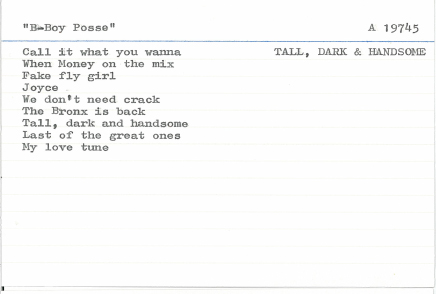 "B-Boy Posse" A 19745
Call it what you wanna TALL, DARK & HANDSOME
When Money on the mix
Fake fly girl
Joyce
We don't need crack
The Bronx is back
Tall, dark and handsome
Last of the great ones
My love tune